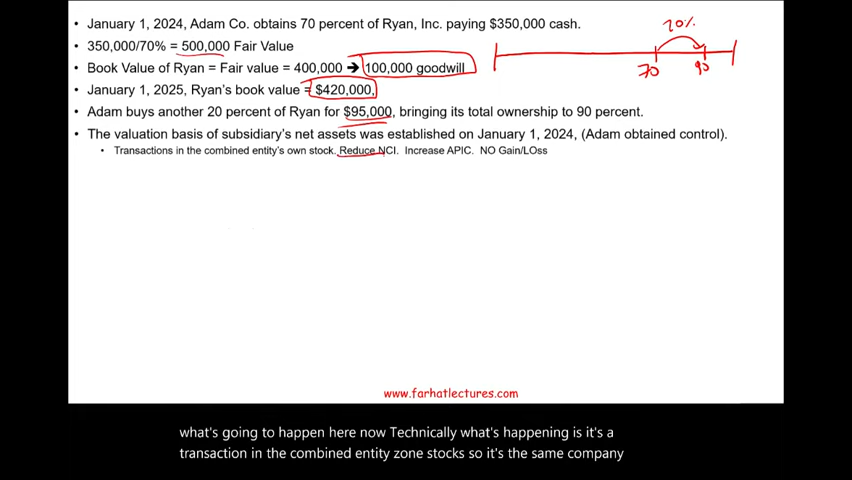 • January 1, 2024, Adam Co. obtains 70 percent of Ryan, Inc. paying $350,000 cash.
• 350,000/70% = 500,000 Fair Value
• Book Value of Ryan = Fair value = 400,000 ➔ 100,000 goodwill
• January 1, 2025, Ryan's book value = $420,000,
• Adam buys another 20 percent of Ryan for $95,000, bringing its total ownership to 90 percent.
• The valuation basis of subsidiary's net assets was established on January 1, 2024, (Adam obtained control).
• Transactions in the combined entity's own stock. Reduce NCI. Increase APIC. NO Gain/LOss
20%
70 90
www.farhatlectures.com
what's going to happen here now Technically what's happening is it's a
transaction in the combined entity zone stocks so it's the same company